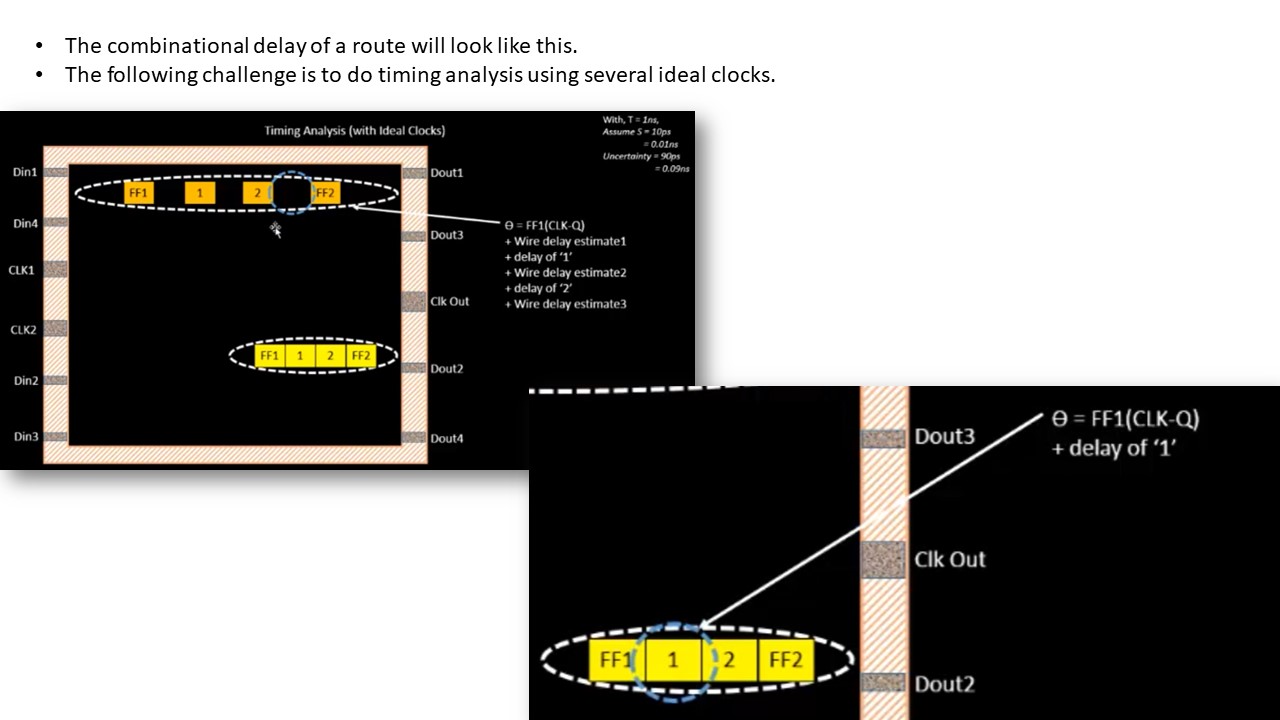 • The combinational delay of a route will look like this.
• The following challenge is to do timing analysis using several ideal clocks.
Timing Analysis (with Ideal Clocks)
With, T = 1ns,
Assume S = 10ps
= 0.01ns
Uncertainty = 90ps
= 0.09ns
Din1
FF1 1 2 FF2
Dout1
Din4
Dout3
Ɵ = FF1(CLK-Q)
+ Wire delay estimate1
+ delay of ‘1’
+ Wire delay estimate2
+ delay of ‘2’
+ Wire delay estimate3
CLK1
Clk Out
CLK2
FF1 1 2 FF2
Din2
Dout2
Din3
Dout4
Dout3
Ɵ = FF1(CLK-Q)
+ delay of ‘1’
Clk Out
FF1 1 2 FF2
Dout2